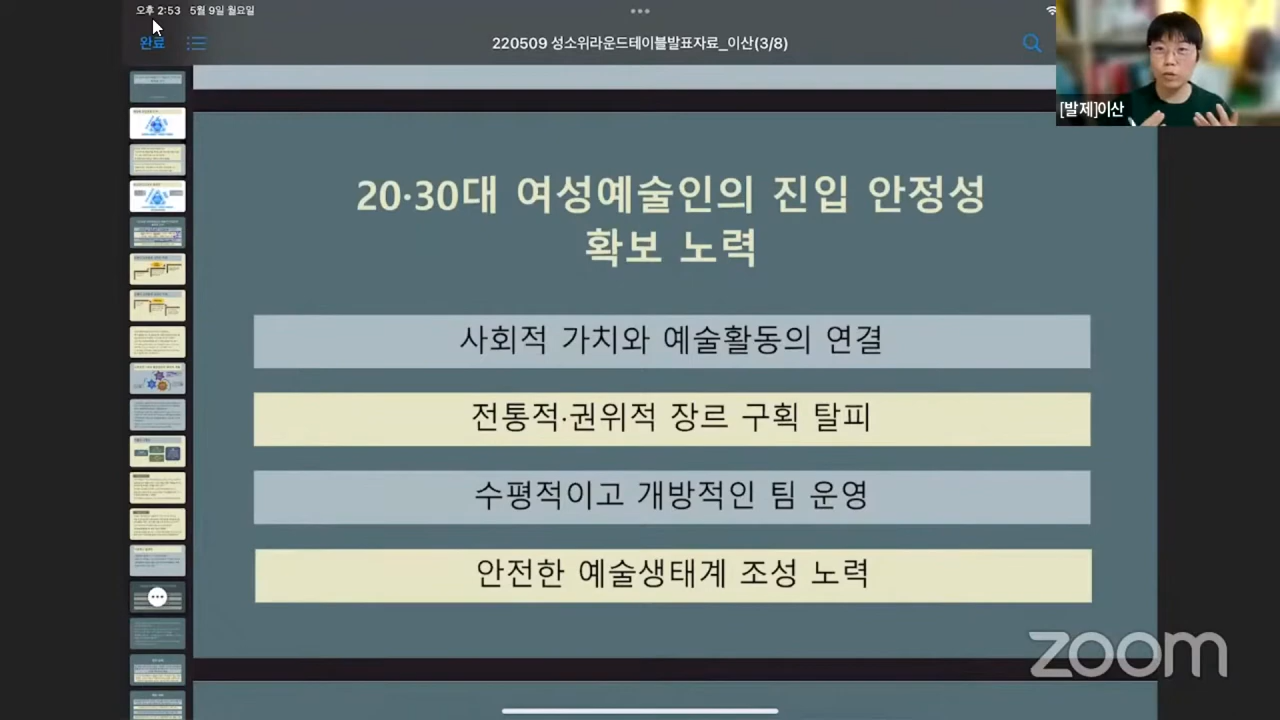 오후 2:53 5월 9일 월요일
완료
220509 성소위라운드테이블발표자료_이산(3/8)
[발제]이산
20·30대 여성예술인의 진입 안정성
확보 노력
사회적 가치와 예술활동의 연결
전통적·권위적 장르 구획 탈피
수평적이고 개방적인 팀 운영
안전한 예술생태계 조성 노력
zoom